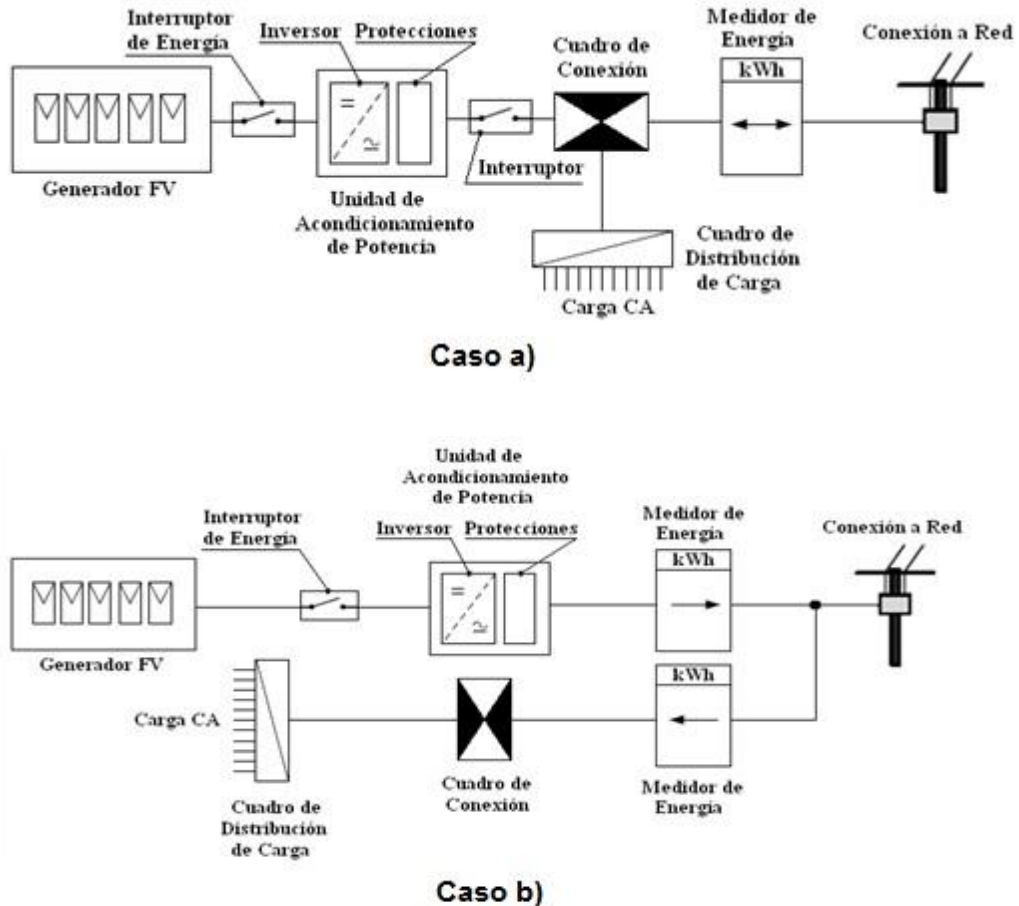 Interruptor
de Energía
Inversor
Protecciones
Cuadro de
Conexión
Medidor de
Energía
kWh
Conexión a Red
Generador FV
Interruptor
Unidad de
Acondicionamiento
de Potencia
Cuadro de
Distribución
de Carga
Carga CA
Caso a)
Unidad de
Acondicionamiento
de Potencia
Interruptor
de Energía
Inversor
Protecciones
Medidor de
Energía
kWh
Conexión a Red
Generador FV
kWh
Carga CA
Cuadro de
Distribución
de Carga
Cuadro de
Conexión
Medidor de
Energía
Caso b)